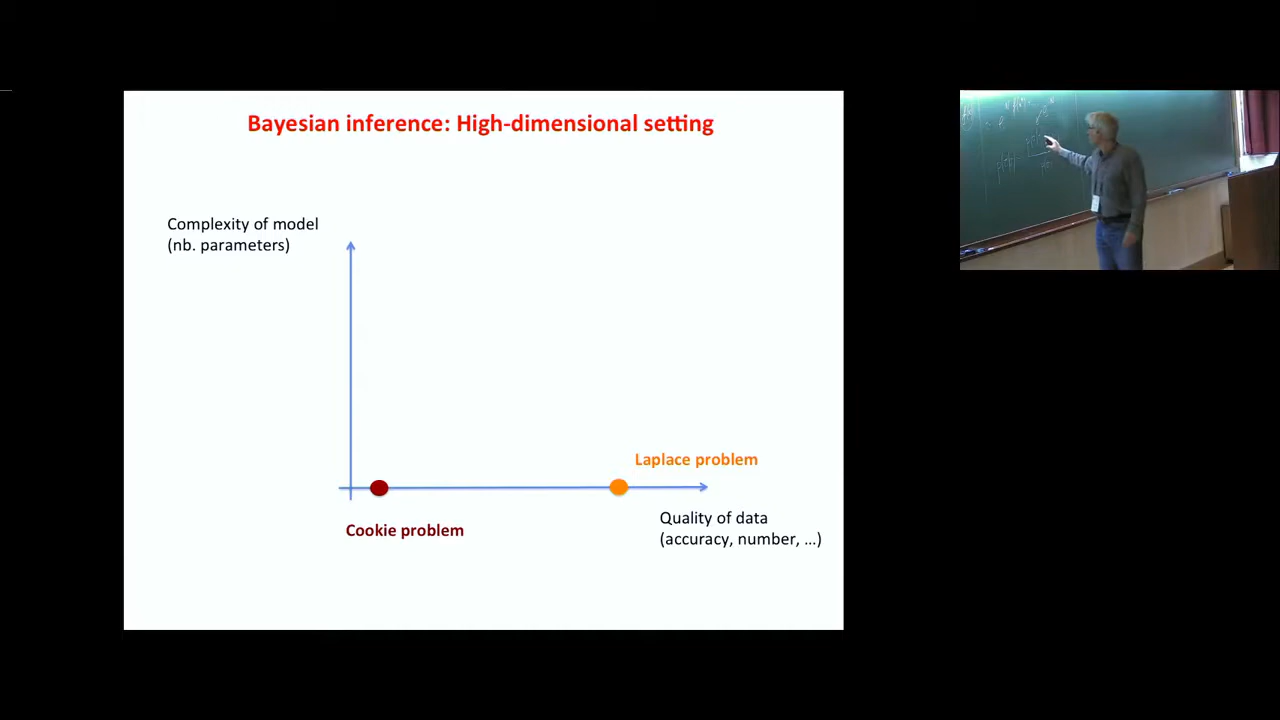 Bayesian inference: High-dimensional setting
Complexity of model
(nb. parameters)
Laplace problem
Cookie problem
Quality of data
(accuracy, number, ...)